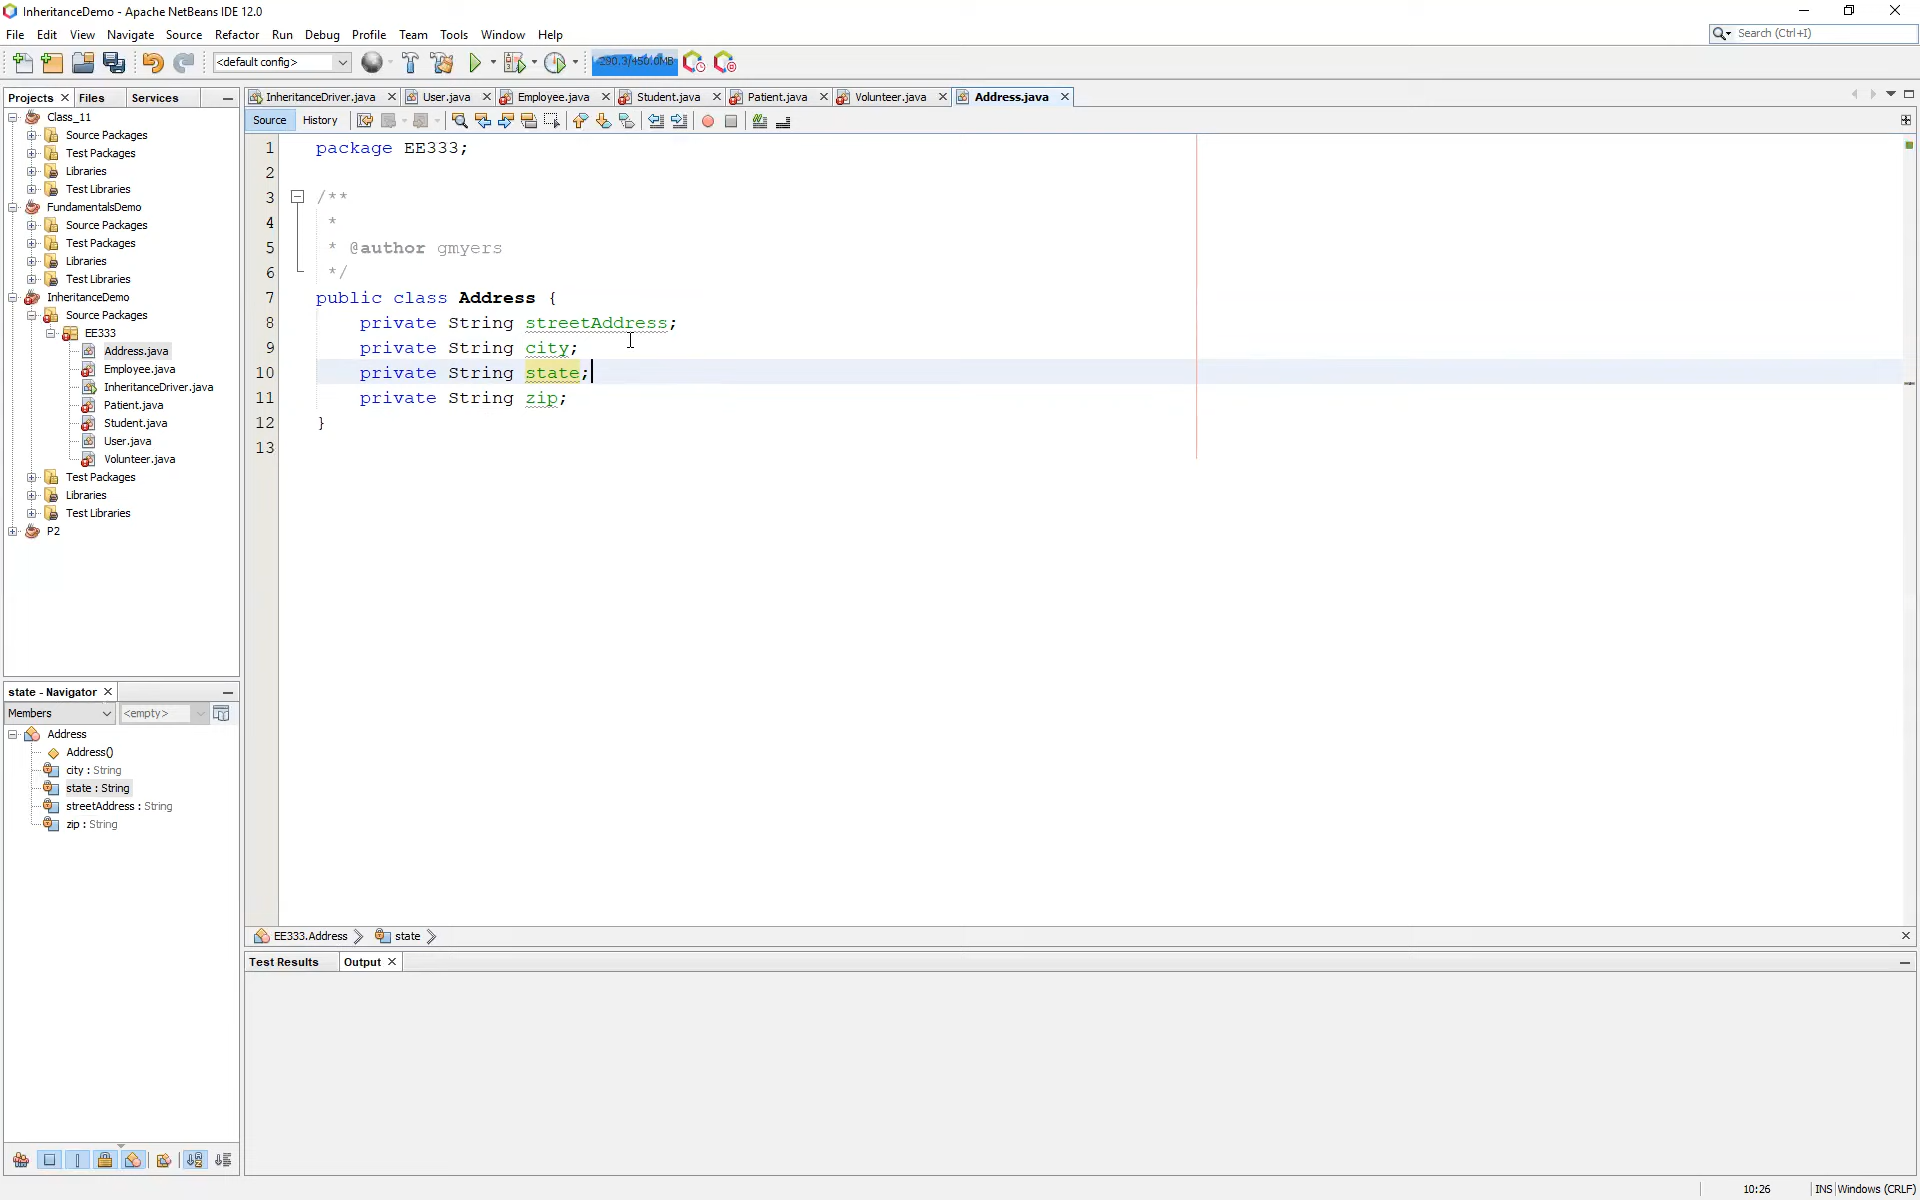 InheritanceDemo - Apache NetBeans IDE 12.0
File Edit View Navigate Source Refactor Run Debug Profile Team Tools Window Help
Search (Ctrl+I)
<default config>
290.3/450.0MB
Projects Files Services
InheritanceDriver.java User.java Employee.java Student.java Patient.java Volunteer.java Address.java
Source History
Class_11
Source Packages
Test Packages
Libraries
Test Libraries
FundamentalsDemo
Source Packages
Test Packages
Libraries
Test Libraries
InheritanceDemo
Source Packages
EE333
Address.java
Employee.java
InheritanceDriver.java
Patient.java
Student.java
User.java
Volunteer.java
Test Packages
Libraries
Test Libraries
P2
1 package EE333;
2
3 /**
4 *
5 * @author gmyers
6 */
7 public class Address {
8 private String streetAddress;
9 private String city;
10 private String state;
11 private String zip;
12 }
13
state - Navigator
Members <empty>
Address
Address()
city : String
state : String
streetAddress : String
zip : String
EE333.Address state
Test Results Output
10:26 INS Windows (CRLF)